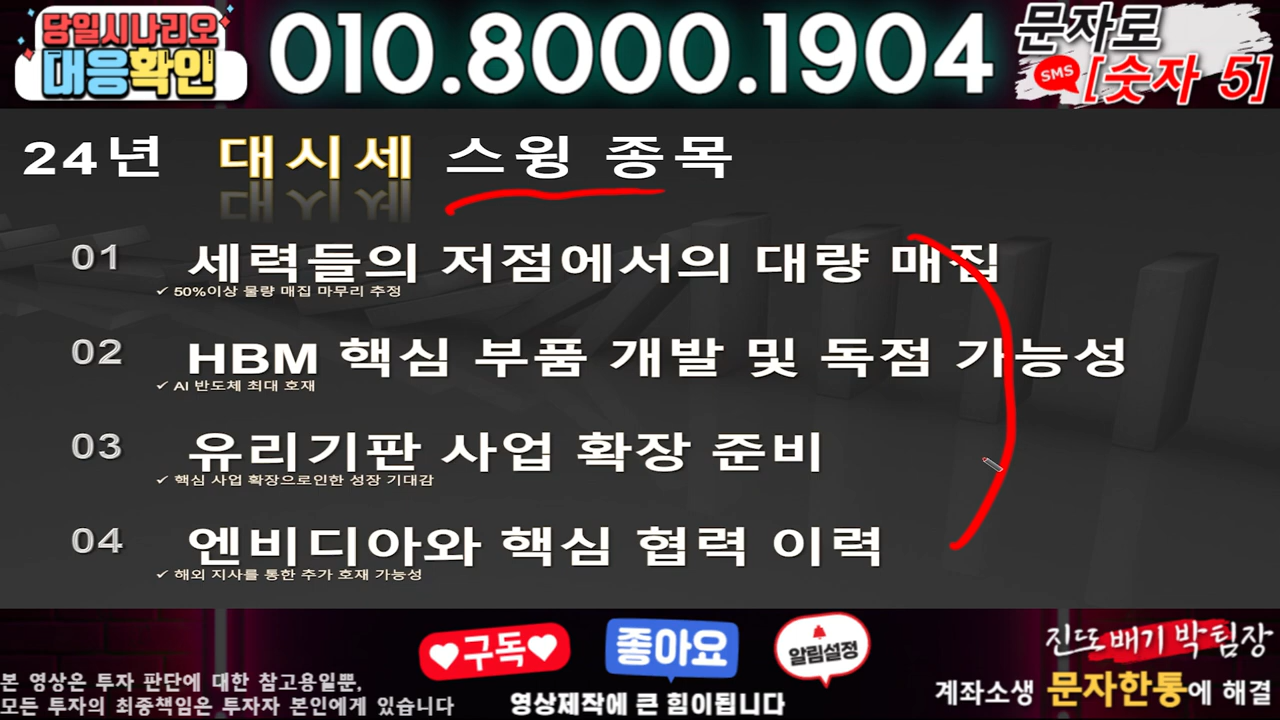 당일시나리오
대응확인
010.8000.1904
문자로
SMS
[숫자 5]
24년 대시세 스윙 종목
01 세력들의 저점에서의 대량 매집
✓ 50%이상 물량 매집 마무리 추정
02 HBM 핵심 부품 개발 및 독점 가능성
✓ AI 반도체 최대 호재
03 유리기판 사업 확장 준비
✓ 핵심 사업 확장으로인한 성장 기대감
04 엔비디아와 핵심 협력 이력
✓ 해외 지사를 통한 추가 호재 가능성
본 영상은 투자 판단에 대한 참고용일뿐,
모든 투자의 최종책임은 투자자 본인에게 있습니다
구독
좋아요
알림설정
영상제작에 큰 힘이됩니다
진또배기 박팀장
계좌소생 문자한통에 해결